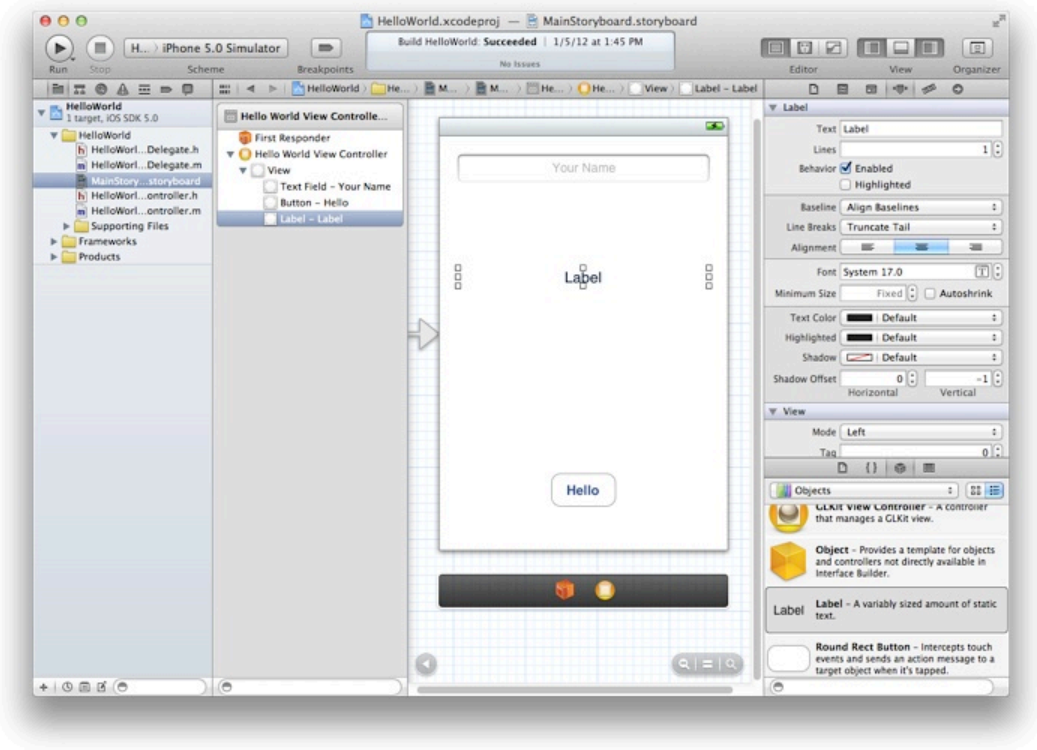 HelloWorld.xcodeproj — MainStoryboard.storyboard
H... iPhone 5.0 Simulator
Build HelloWorld: Succeeded | 1/5/12 at 1:45 PM
No Issues
Run Stop Scheme Breakpoints Editor View Organizer
HelloWorld He... M... M... He... He... View Label – Label
HelloWorld
1 target, iOS SDK 5.0
HelloWorld
HelloWorl...Delegate.h
HelloWorl...Delegate.m
MainStory...storyboard
HelloWorl...ontroller.h
HelloWorl...ontroller.m
Supporting Files
Frameworks
Products
Hello World View Controlle...
First Responder
Hello World View Controller
View
Text Field – Your Name
Button – Hello
Label – Label
Your Name
Label
Hello
Label
Text Label
Lines 1
Behavior Enabled
Highlighted
Baseline Align Baselines
Line Breaks Truncate Tail
Alignment
Font System 17.0 T
Minimum Size Fixed Autoshrink
Text Color Default
Highlighted Default
Shadow Default
Shadow Offset 0 -1
Horizontal Vertical
View
Mode Left
Tag 0
{}
Objects
GLKit View Controller – A controller
that manages a GLKit view.
Object – Provides a template for objects
and controllers not directly available in
Interface Builder.
Label
Label – A variably sized amount of static
text.
Round Rect Button – Intercepts touch
events and sends an action message to a
target object when it's tapped.